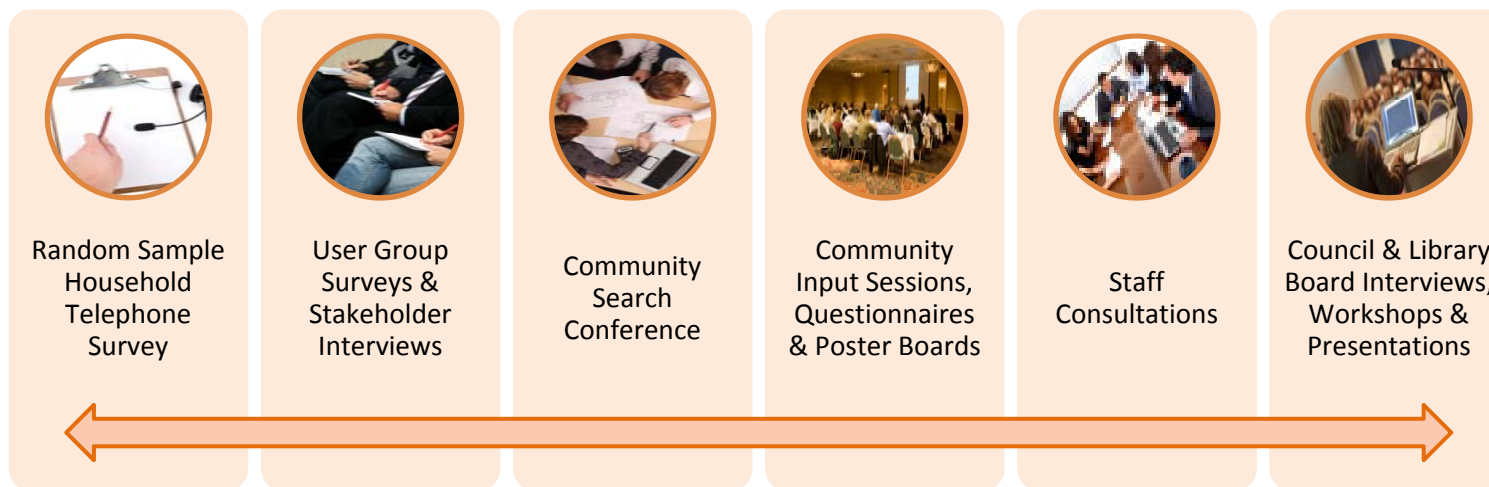 Random Sample
Household
Telephone
Survey
User Group
Surveys &
Stakeholder
Interviews
Community
Search
Conference
Community
Input Sessions,
Questionnaires
& Poster Boards
Staff
Consultations
Council & Library
Board Interviews,
Workshops &
Presentations